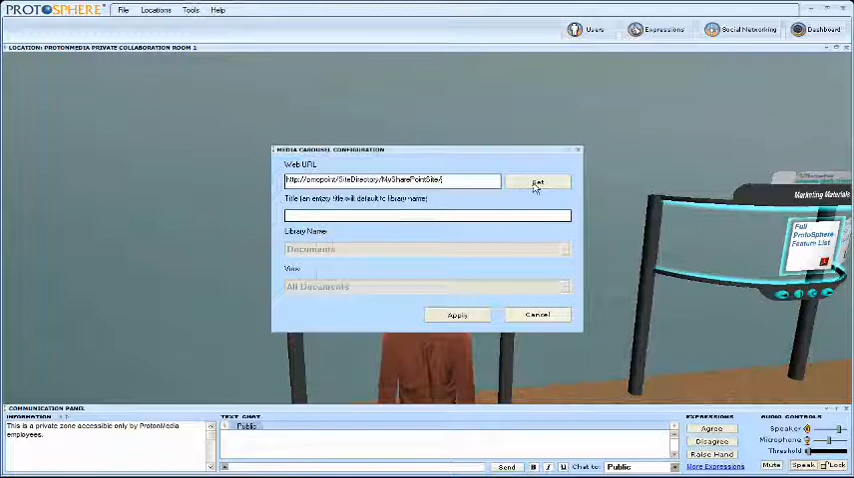 PROTOSPHERE
File Locations Tools Help
Users Expressions Social Networking Dashboard
LOCATION: PROTONMEDIA PRIVATE COLLABORATION ROOM 1
MEDIA CAROUSEL CONFIGURATION
Web URL
Title (an empty title will default to library name)
Library Name
Documents
View
All Documents
Apply Cancel
Marketing Materials
Full
ProtoSphere
Feature List
COMMUNICATION PANEL
INFORMATION
This is a private zone accessible only by ProtonMedia
employees.
TEXT CHAT
Public
Send B I U Chat to: Public
EXPRESSIONS
Agree
Disagree
Raise Hand
More Expressions
AUDIO CONTROLS
Speaker
Microphone
Threshold
Mute Speak Lock